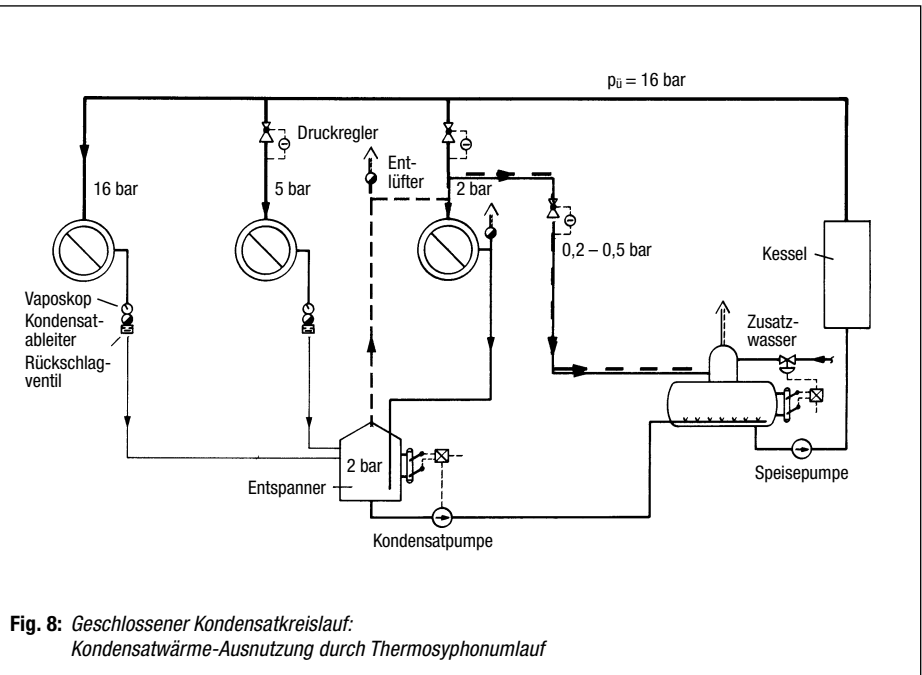 pü = 16 bar
Druckregler
Ent-
lüfter
16 bar
5 bar
2 bar
0,2 – 0,5 bar
Kessel
Vaposkop
Kondensat-
ableiter
Rückschlag-
ventil
Zusatz-
wasser
2 bar
Entspanner
Speisepumpe
Kondensatpumpe
Fig. 8: Geschlossener Kondensatkreislauf:
Kondensatwärme-Ausnutzung durch Thermosyphonumlauf